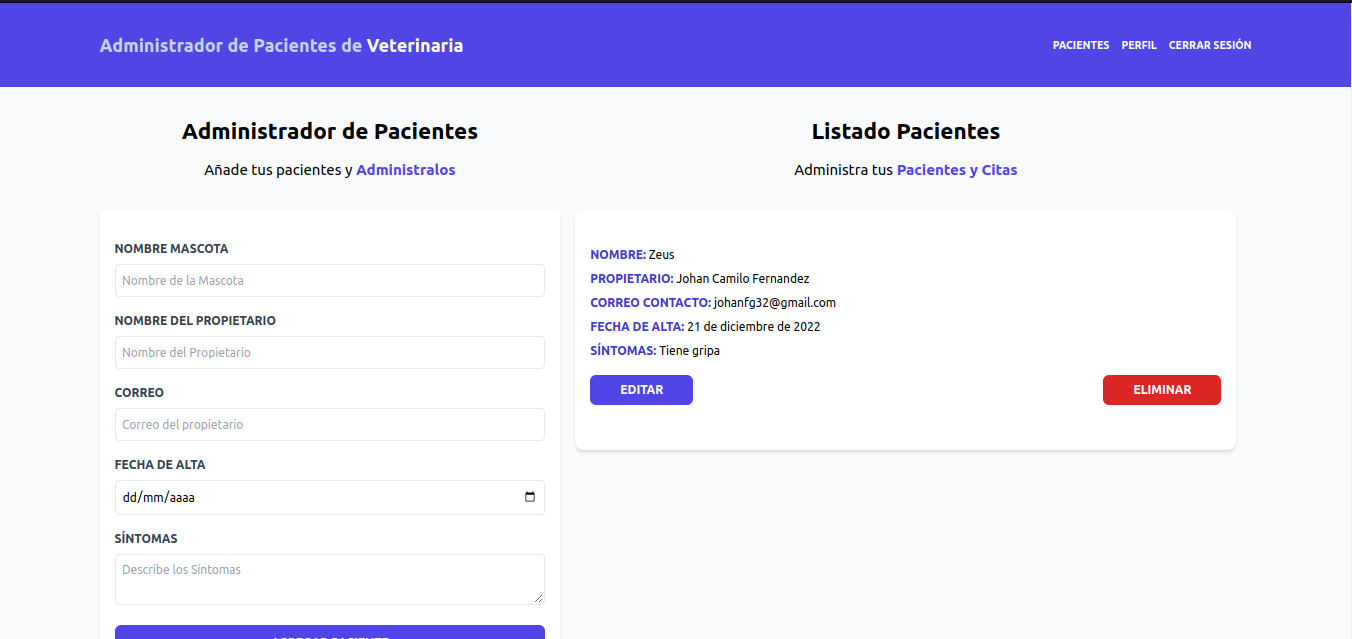 Administrador de Pacientes de Veterinaria
PACIENTES PERFIL CERRAR SESIÓN
Administrador de Pacientes
Añade tus pacientes y Administralos
NOMBRE MASCOTA
Nombre de la Mascota
NOMBRE DEL PROPIETARIO
Nombre del Propietario
CORREO
Correo del propietario
FECHA DE ALTA
dd/mm/aaaa
SÍNTOMAS
Describe los Síntomas
AGREGAR PACIENTE
Listado Pacientes
Administra tus Pacientes y Citas
NOMBRE: Zeus
PROPIETARIO: Johan Camilo Fernandez
CORREO CONTACTO: johanfg32@gmail.com
FECHA DE ALTA: 21 de diciembre de 2022
SÍNTOMAS: Tiene gripa
EDITAR
ELIMINAR